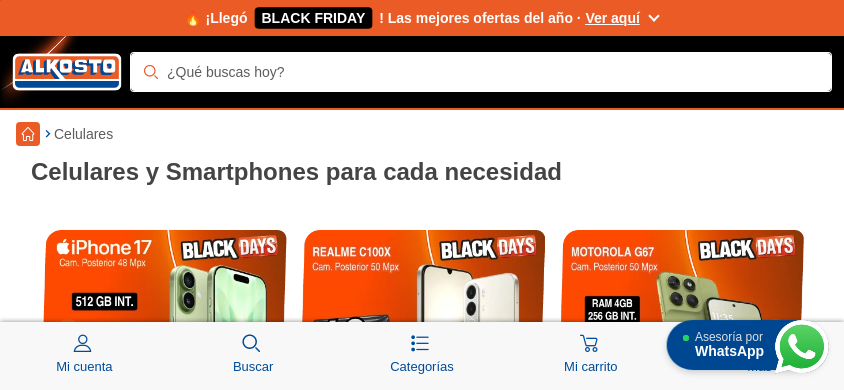 🔥 ¡Llegó BLACK FRIDAY ! Las mejores ofertas del año · Ver aquí
ALKOSTO
¿Qué buscas hoy?
Celulares
Celulares y Smartphones para cada necesidad
iPhone 17
Cam. Posterior 48 Mpx
BLACK DAYS
512 GB INT.
REALME C100X
Cam. Posterior 50 Mpx
BLACK DAYS
MOTOROLA G67
Cam. Posterior 50 Mpx
BLACK DAYS
RAM 4GB
256 GB INT.
11:35
Asesoría por
WhatsApp
Mi cuenta
Buscar
Categorías
Mi carrito